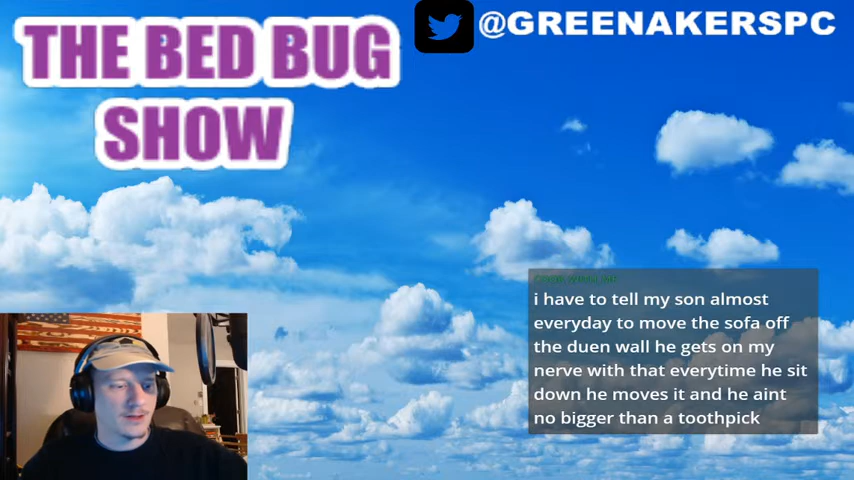 THE BED BUG
SHOW
@GREENAKERSPC
i have to tell my son almost
everyday to move the sofa off
the duen wall he gets on my
nerve with that everytime he sit
down he moves it and he aint
no bigger than a toothpick